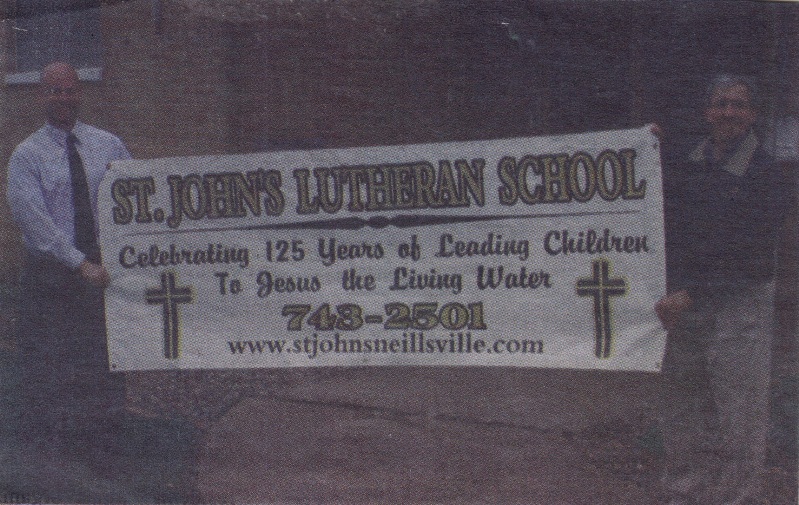 ST. JOHN'S LUTHERAN SCHOOL
Celebrating 125 Years of Leading Children
To Jesus the Living Water
743-2501
www.stjohnsneillsville.com